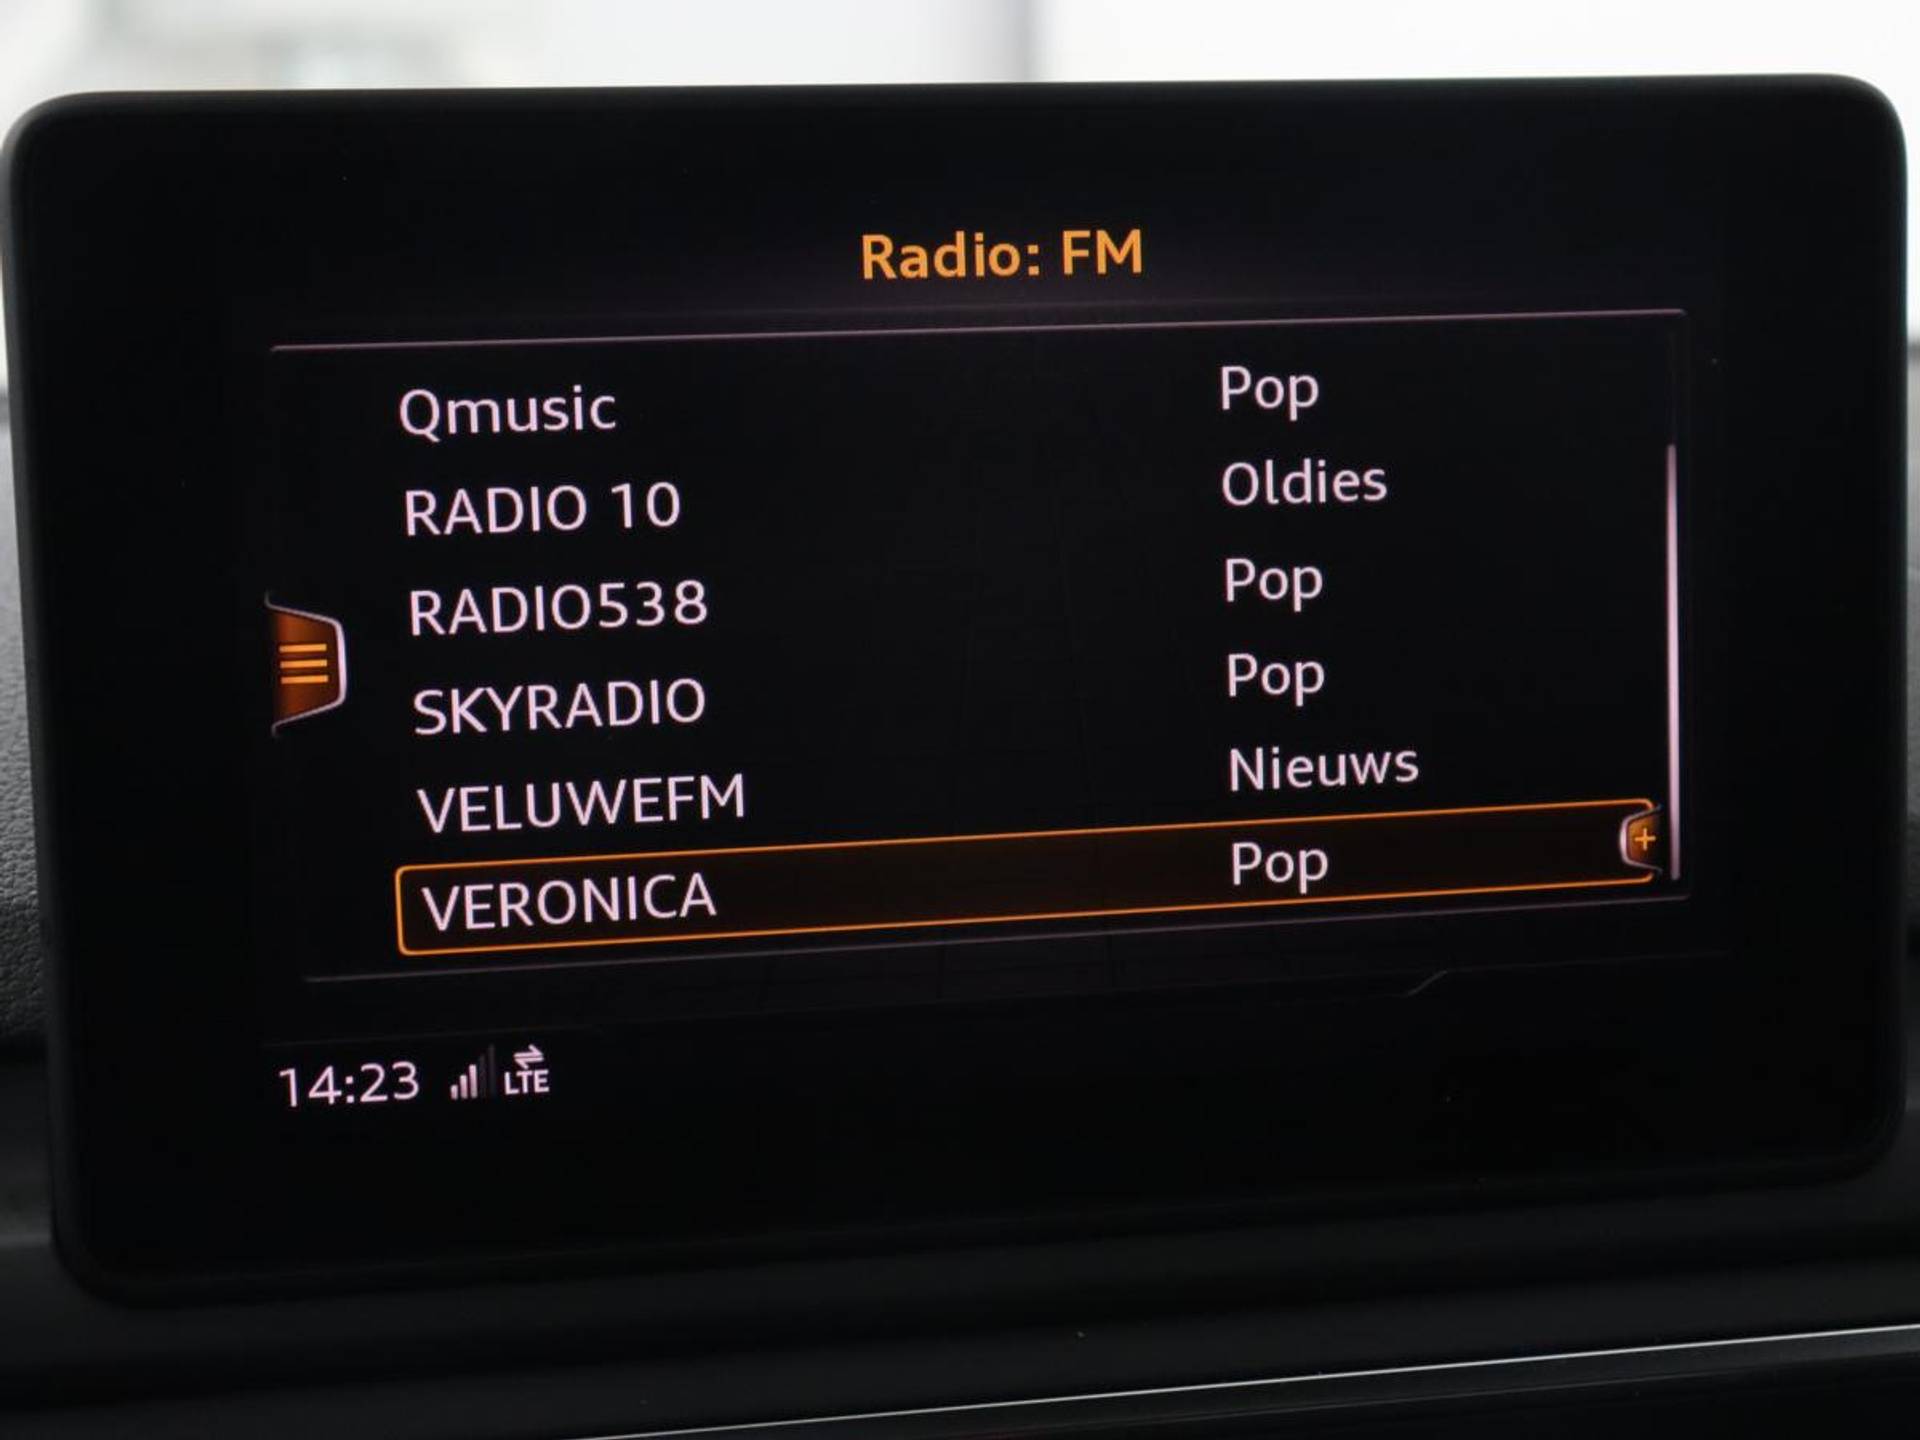 Radio: FM
Qmusic Pop
RADIO 10 Oldies
RADIO538 Pop
SKYRADIO Pop
VELUWEFM Nieuws
VERONICA Pop +
14:23 LTE